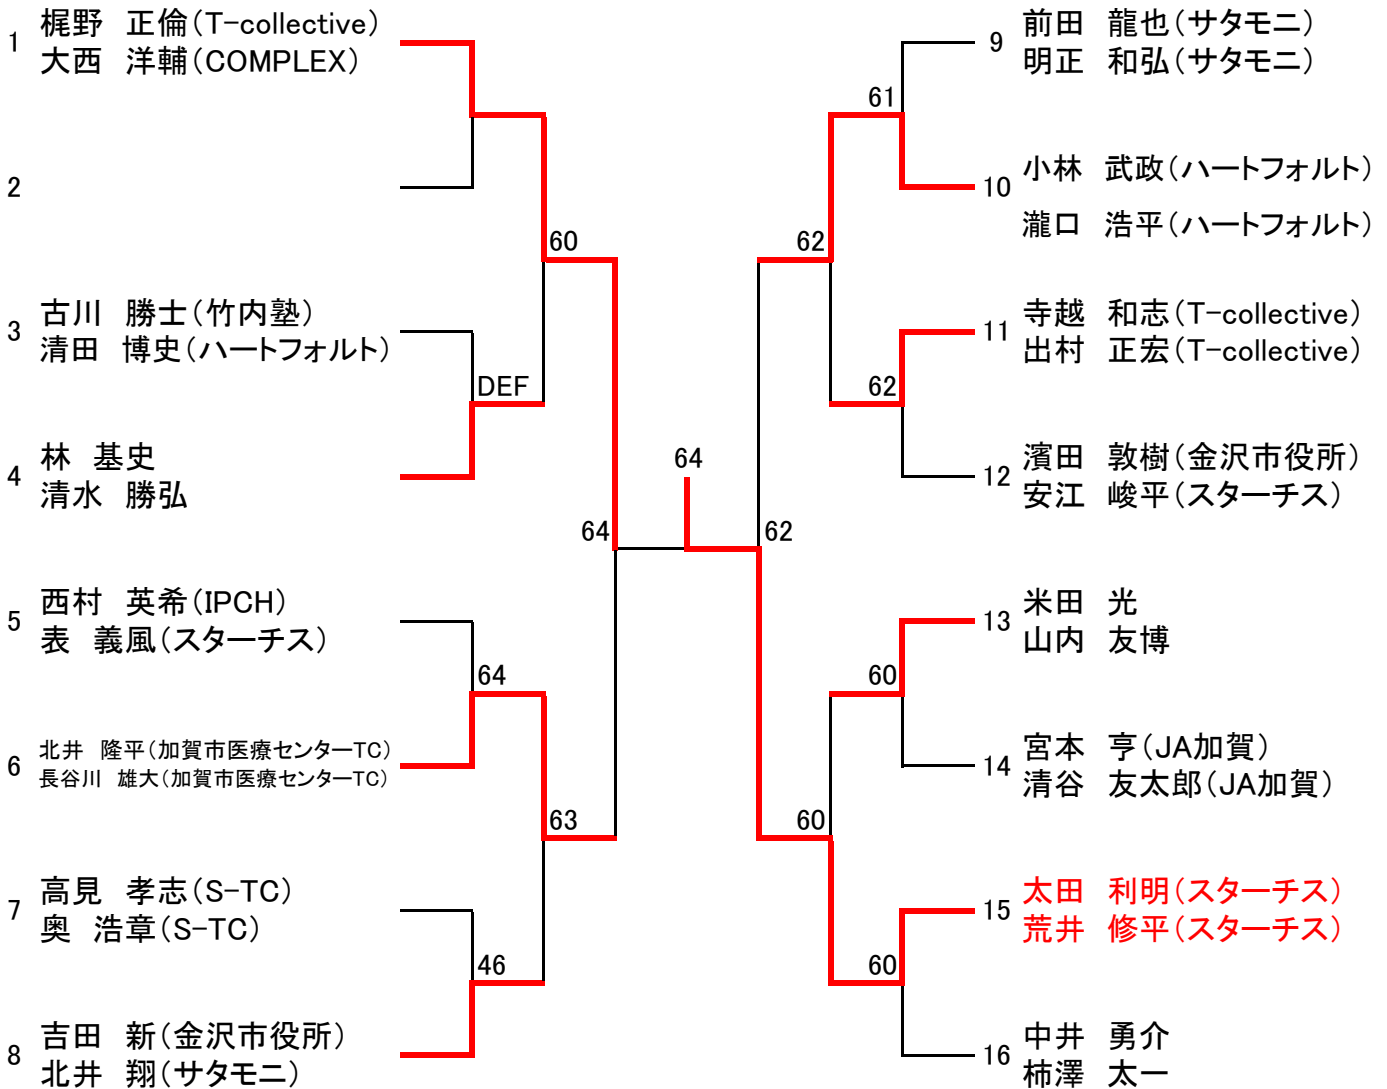 1
梶野　正倫（T-collective）
大西　洋輔（COMPLEX）
2
3
古川　勝士（竹内塾）
清田　博史（ハートフォルト）
4
林　基史
清水　勝弘
5
西村　英希（IPCH）
表　義風（スターチス）
6
北井　隆平（加賀市医療センターTC）
長谷川　雄大（加賀市医療センターTC）
7
高見　孝志（S-TC）
奥　浩章（S-TC）
8
吉田　新（金沢市役所）
北井　翔（サタモニ）
60
DEF
64
64
63
46
64
62
61
62
62
60
60
60
9
前田　龍也（サタモニ）
明正　和弘（サタモニ）
10
小林　武政（ハートフォルト）
瀧口　浩平（ハートフォルト）
11
寺越　和志（T-collective）
出村　正宏（T-collective）
12
濱田　敦樹（金沢市役所）
安江　峻平（スターチス）
13
米田　光
山内　友博
14
宮本　亨（JA加賀）
清谷　友太郎（JA加賀）
15
太田　利明（スターチス）
荒井　修平（スターチス）
16
中井　勇介
柿澤　太一